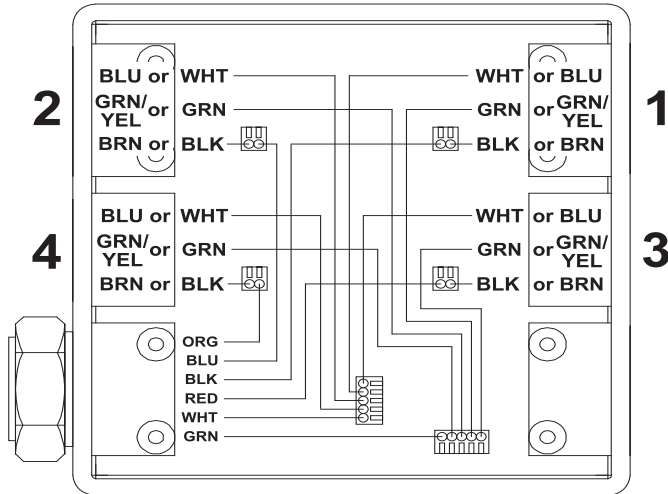 BLU or WHT
GRN/YEL or GRN
BRN or BLK
2
WHT or BLU
GRN or GRN/YEL
BLK or BRN
1
BLU or WHT
GRN/YEL or GRN
BRN or BLK
4
WHT or BLU
GRN or GRN/YEL
BLK or BRN
3
ORG
BLU
BLK
RED
WHT
GRN